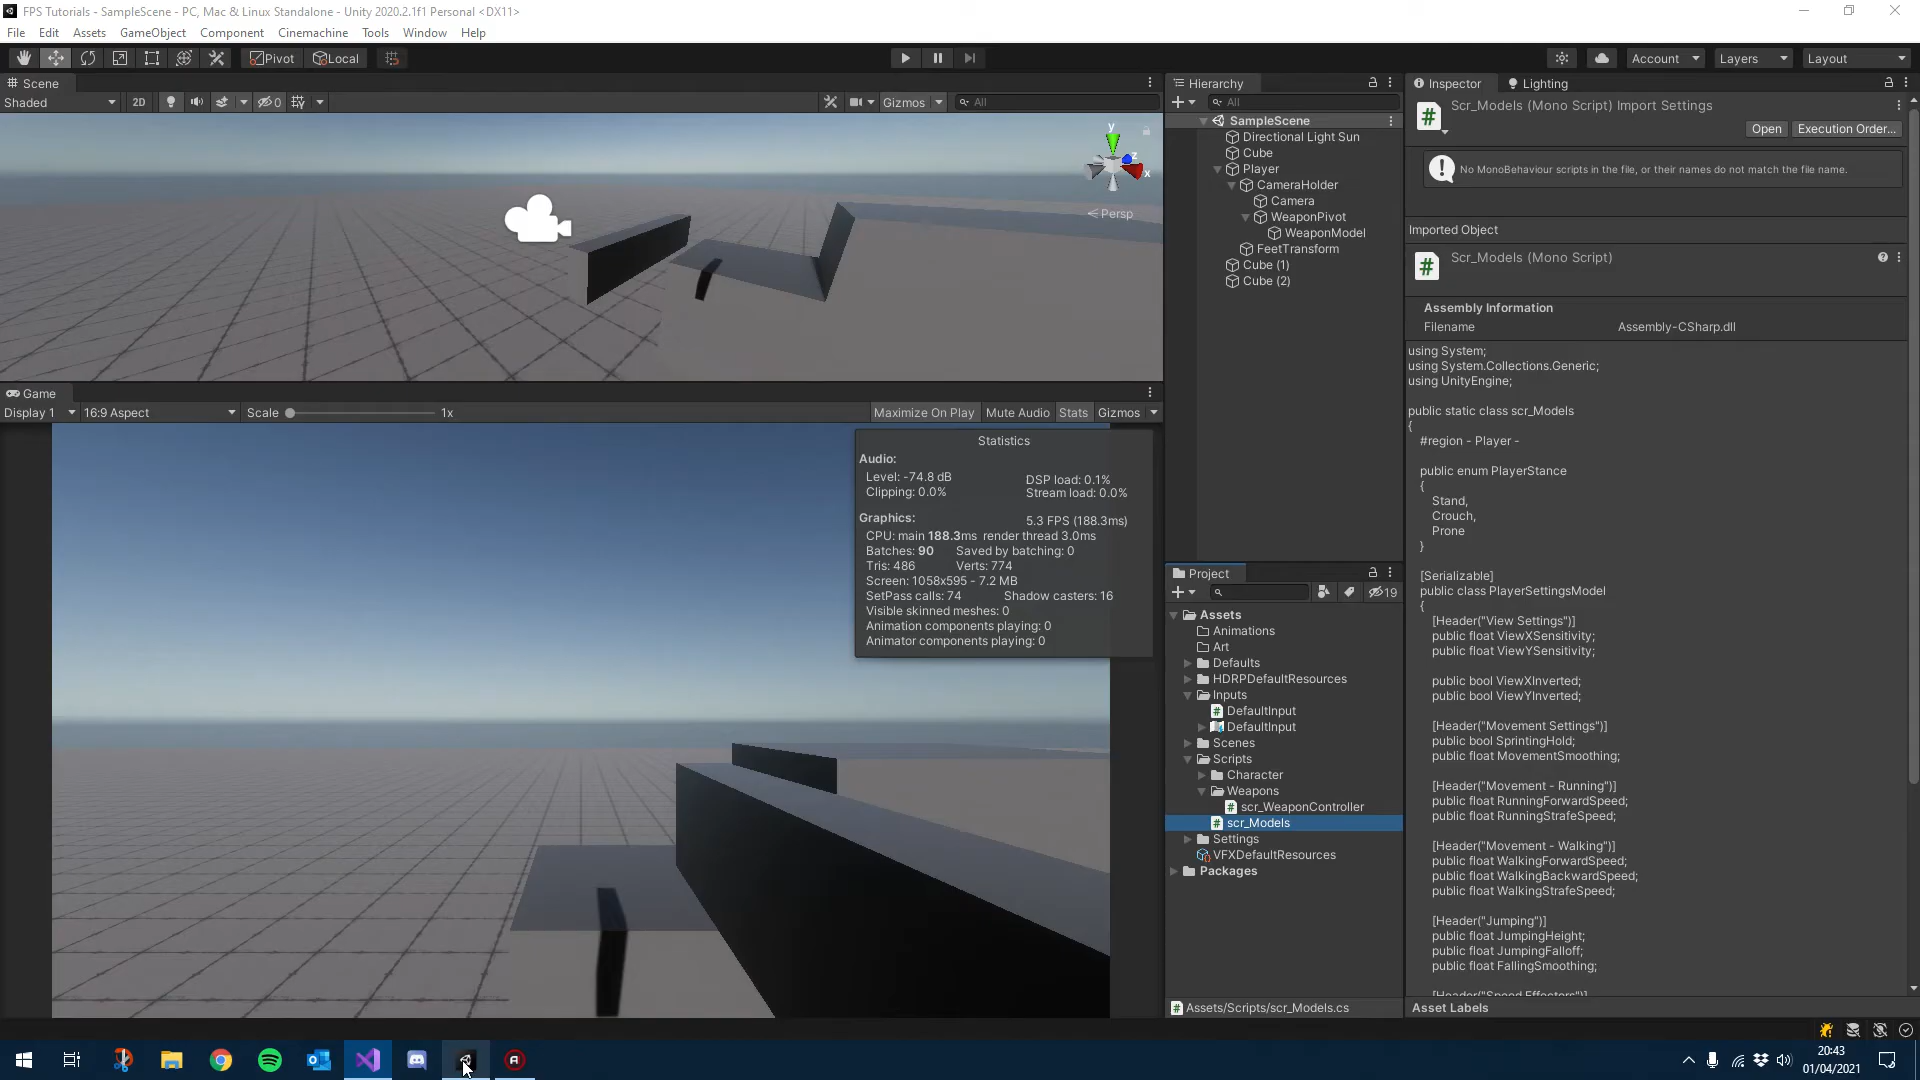 FPS Tutorials - SampleScene - PC, Mac & Linux Standalone - Unity 2020.2.1f1 Personal <DX11>
File Edit Assets GameObject Component Cinemachine Tools Window Help
Pivot Local Account Layers Layout
Scene
Shaded 2D 0 Gizmos All
y
z
x
Persp
Game
Display 1 16:9 Aspect Scale 1x Maximize On Play Mute Audio Stats Gizmos
Statistics
Audio:
Level: -74.8 dB DSP load: 0.1%
Clipping: 0.0% Stream load: 0.0%
Graphics: 5.3 FPS (188.3ms)
CPU: main 188.3ms render thread 3.0ms
Batches: 90 Saved by batching: 0
Tris: 486 Verts: 774
Screen: 1058x595 - 7.2 MB
SetPass calls: 74 Shadow casters: 16
Visible skinned meshes: 0
Animation components playing: 0
Animator components playing: 0
Hierarchy
All
SampleScene
Directional Light Sun
Cube
Player
CameraHolder
Camera
WeaponPivot
WeaponModel
FeetTransform
Cube (1)
Cube (2)
Project
19
Assets
Animations
Art
Defaults
HDRPDefaultResources
Inputs
DefaultInput
DefaultInput
Scenes
Scripts
Character
Weapons
scr_WeaponController
scr_Models
Settings
VFXDefaultResources
Packages
Assets/Scripts/scr_Models.cs
Inspector Lighting
Scr_Models (Mono Script) Import Settings
Open Execution Order...
No MonoBehaviour scripts in the file, or their names do not match the file name.
Imported Object
Scr_Models (Mono Script)
Assembly Information
Filename Assembly-CSharp.dll
using System;
using System.Collections.Generic;
using UnityEngine;
public static class scr_Models
{
#region - Player -
public enum PlayerStance
{
Stand,
Crouch,
Prone
}
[Serializable]
public class PlayerSettingsModel
{
[Header("View Settings")]
public float ViewXSensitivity;
public float ViewYSensitivity;
public bool ViewXInverted;
public bool ViewYInverted;
[Header("Movement Settings")]
public bool SprintingHold;
public float MovementSmoothing;
[Header("Movement - Running")]
public float RunningForwardSpeed;
public float RunningStrafeSpeed;
[Header("Movement - Walking")]
public float WalkingForwardSpeed;
public float WalkingBackwardSpeed;
public float WalkingStrafeSpeed;
[Header("Jumping")]
public float JumpingHeight;
public float JumpingFalloff;
public float FallingSmoothing;
[Header("Speed Effectors")]
Asset Labels
20:43
01/04/2021